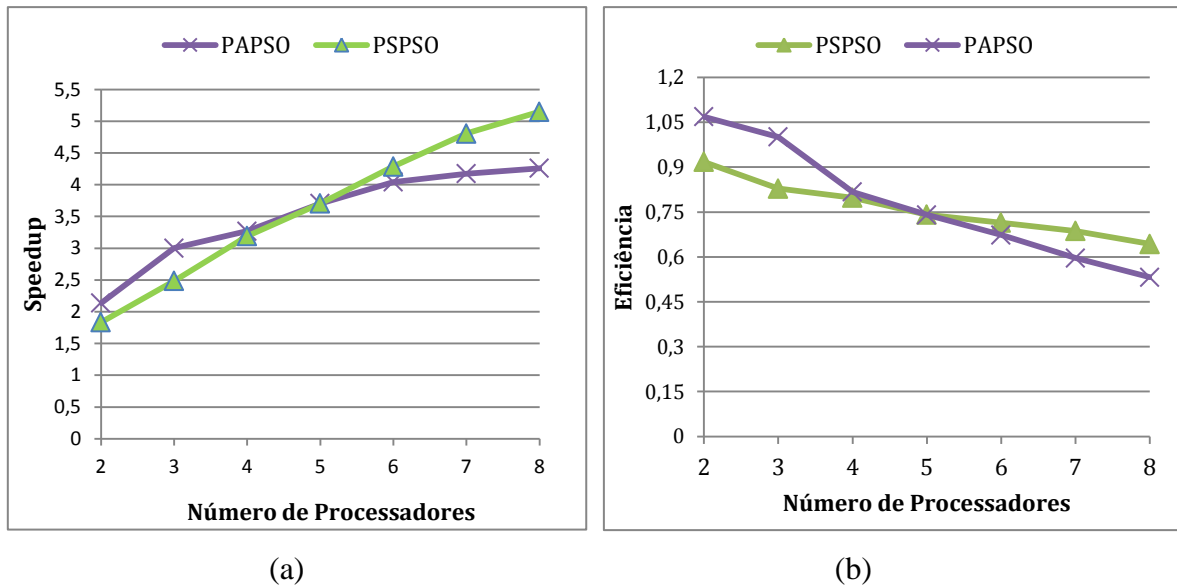 PAPSO PSPSO
Speedup
5,5
5
4,5
4
3,5
3
2,5
2
1,5
1
0,5
0
2 3 4 5 6 7 8
Número de Processadores
(a)
PSPSO PAPSO
Eficiência
1,2
1,05
0,9
0,75
0,6
0,45
0,3
0,15
0
2 3 4 5 6 7 8
Número de Processadores
(b)